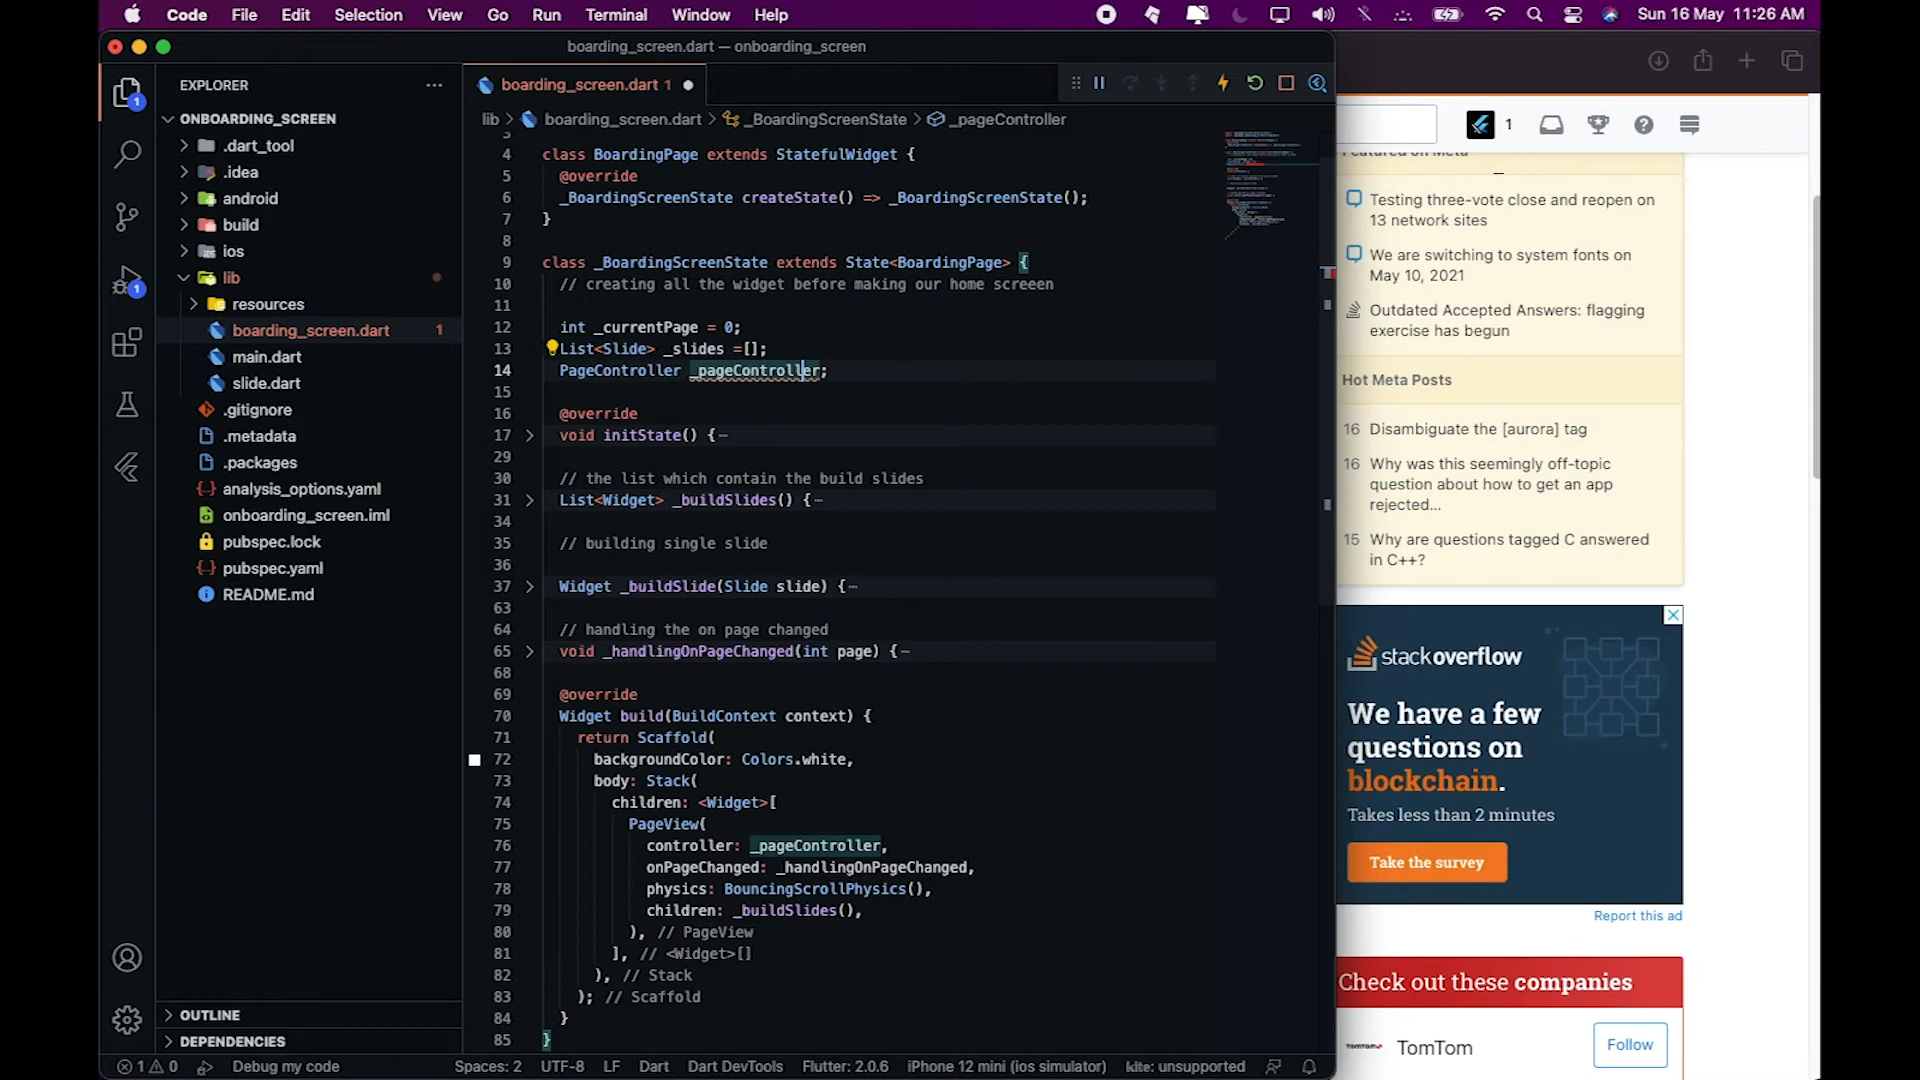 Code File Edit Selection View Go Run Terminal Window Help Sun 16 May 11:26 AM
boarding_screen.dart — onboarding_screen
EXPLORER
ONBOARDING_SCREEN
.dart_tool
.idea
android
build
ios
lib
resources
boarding_screen.dart 1
main.dart
slide.dart
.gitignore
.metadata
.packages
analysis_options.yaml
onboarding_screen.iml
pubspec.lock
pubspec.yaml
README.md
OUTLINE
DEPENDENCIES
1
1
boarding_screen.dart 1
lib > boarding_screen.dart > _BoardingScreenState > _pageController
4 class BoardingPage extends StatefulWidget {
5 @override
6 _BoardingScreenState createState() => _BoardingScreenState();
7 }
8
9 class _BoardingScreenState extends State<BoardingPage> {
10 // creating all the widget before making our home screeen
11
12 int _currentPage = 0;
13 List<Slide> _slides =[];
14 PageController _pageController;
15
16 @override
17 void initState() {⋯
29
30 // the list which contain the build slides
31 List<Widget> _buildSlides() {⋯
34
35 // building single slide
36
37 Widget _buildSlide(Slide slide) {⋯
63
64 // handling the on page changed
65 void _handlingOnPageChanged(int page) {⋯
68
69 @override
70 Widget build(BuildContext context) {
71 return Scaffold(
72 backgroundColor: Colors.white,
73 body: Stack(
74 children: <Widget>[
75 PageView(
76 controller: _pageController,
77 onPageChanged: _handlingOnPageChanged,
78 physics: BouncingScrollPhysics(),
79 children: _buildSlides(),
80 ), // PageView
81 ], // <Widget>[]
82 ), // Stack
83 ); // Scaffold
84 }
85 }
1 0 Debug my code Spaces: 2 UTF-8 LF Dart Dart DevTools Flutter: 2.0.6 iPhone 12 mini (ios simulator) kite: unsupported
1
Featured on Meta
Testing three-vote close and reopen on
13 network sites
We are switching to system fonts on
May 10, 2021
Outdated Accepted Answers: flagging
exercise has begun
Hot Meta Posts
16 Disambiguate the [aurora] tag
16 Why was this seemingly off-topic
question about how to get an app
rejected...
15 Why are questions tagged C answered
in C++?
stackoverflow
We have a few
questions on
blockchain.
Takes less than 2 minutes
Take the survey
Report this ad
Check out these companies
TomTom
Follow